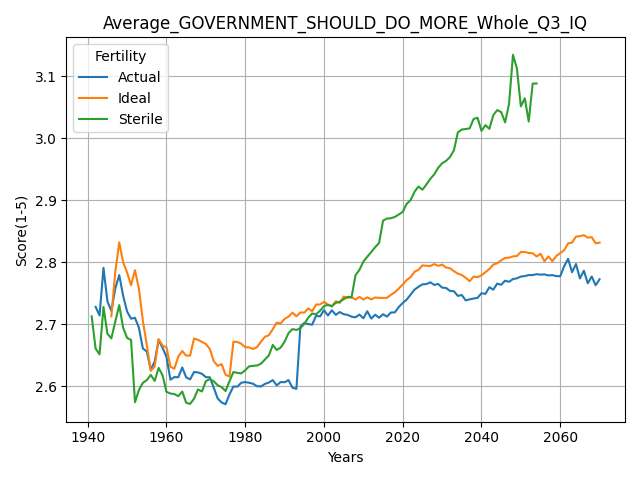 Average_GOVERNMENT_SHOULD_DO_MORE_Whole_Q3_IQ
Fertility
Actual
Ideal
Sterile
Score(1-5)
3.1
3.0
2.9
2.8
2.7
2.6
1940 1960 1980 2000 2020 2040 2060
Years